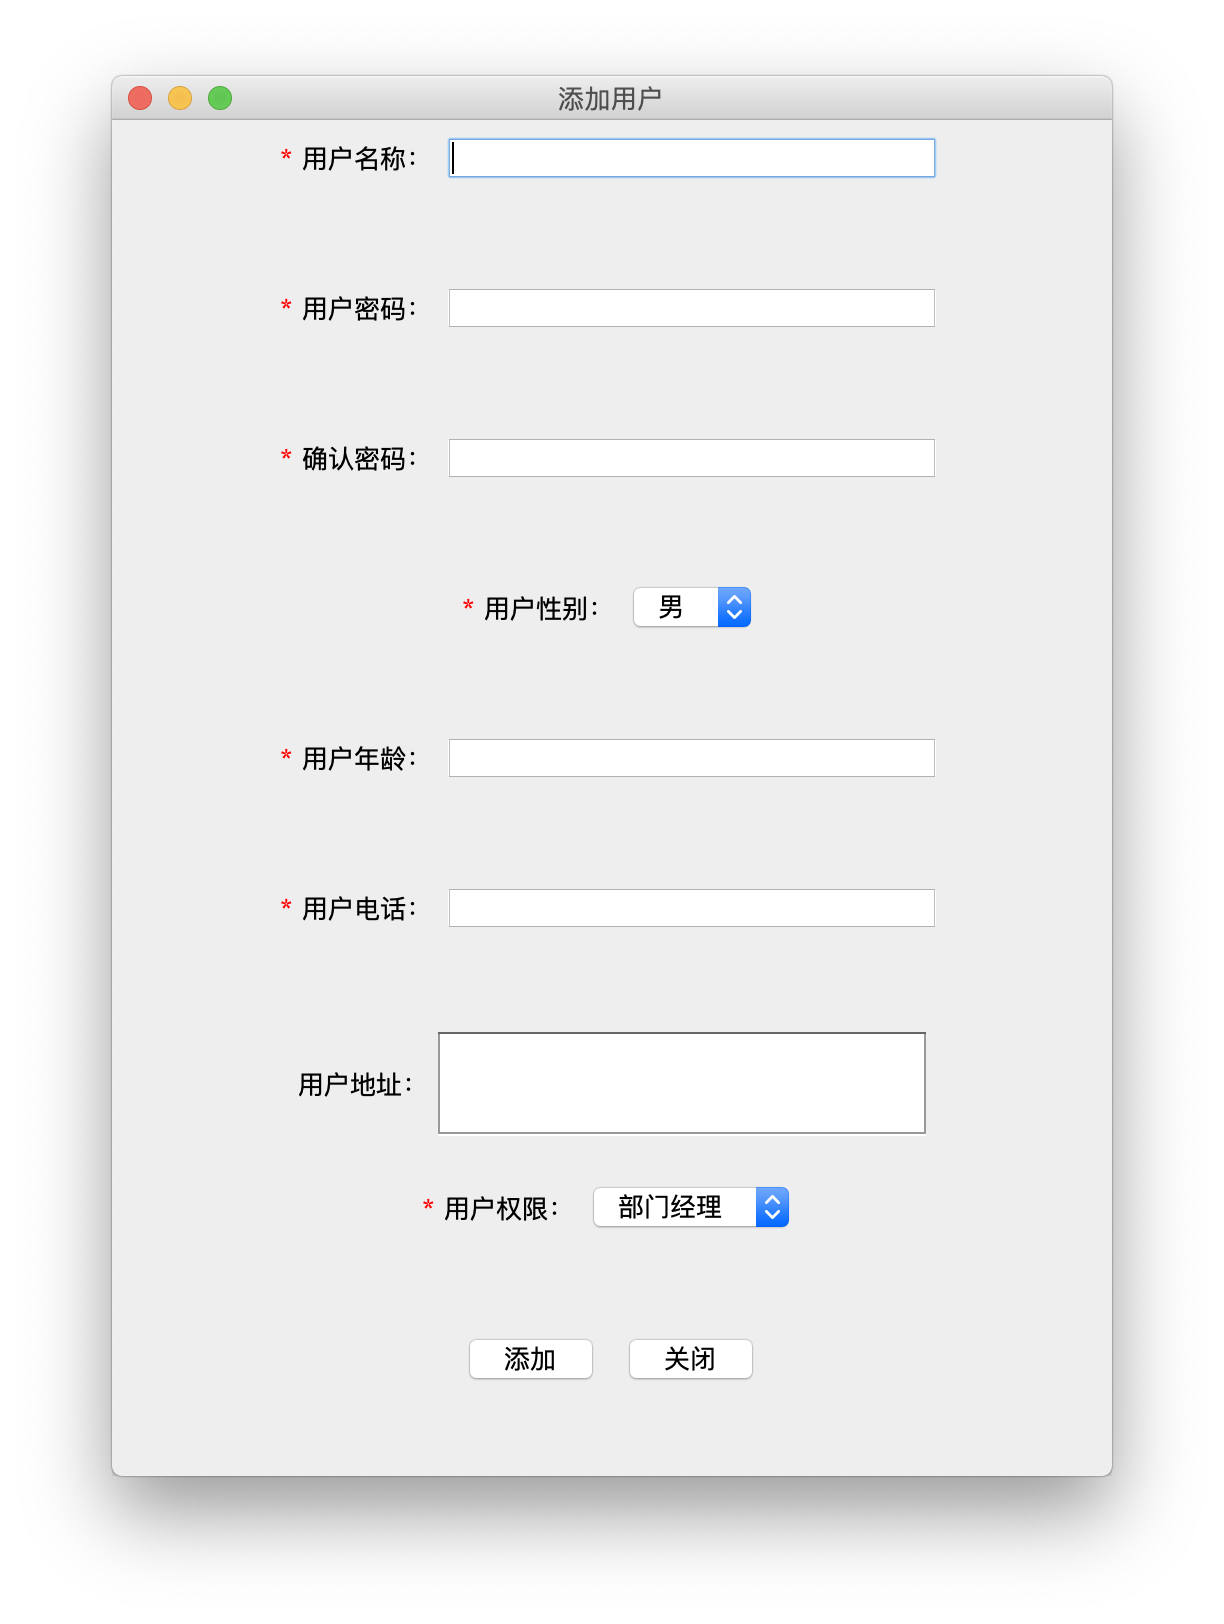 添加用户
* 用户名称：
* 用户密码：
* 确认密码：
* 用户性别： 男
* 用户年龄：
* 用户电话：
用户地址：
* 用户权限： 部门经理
添加 关闭